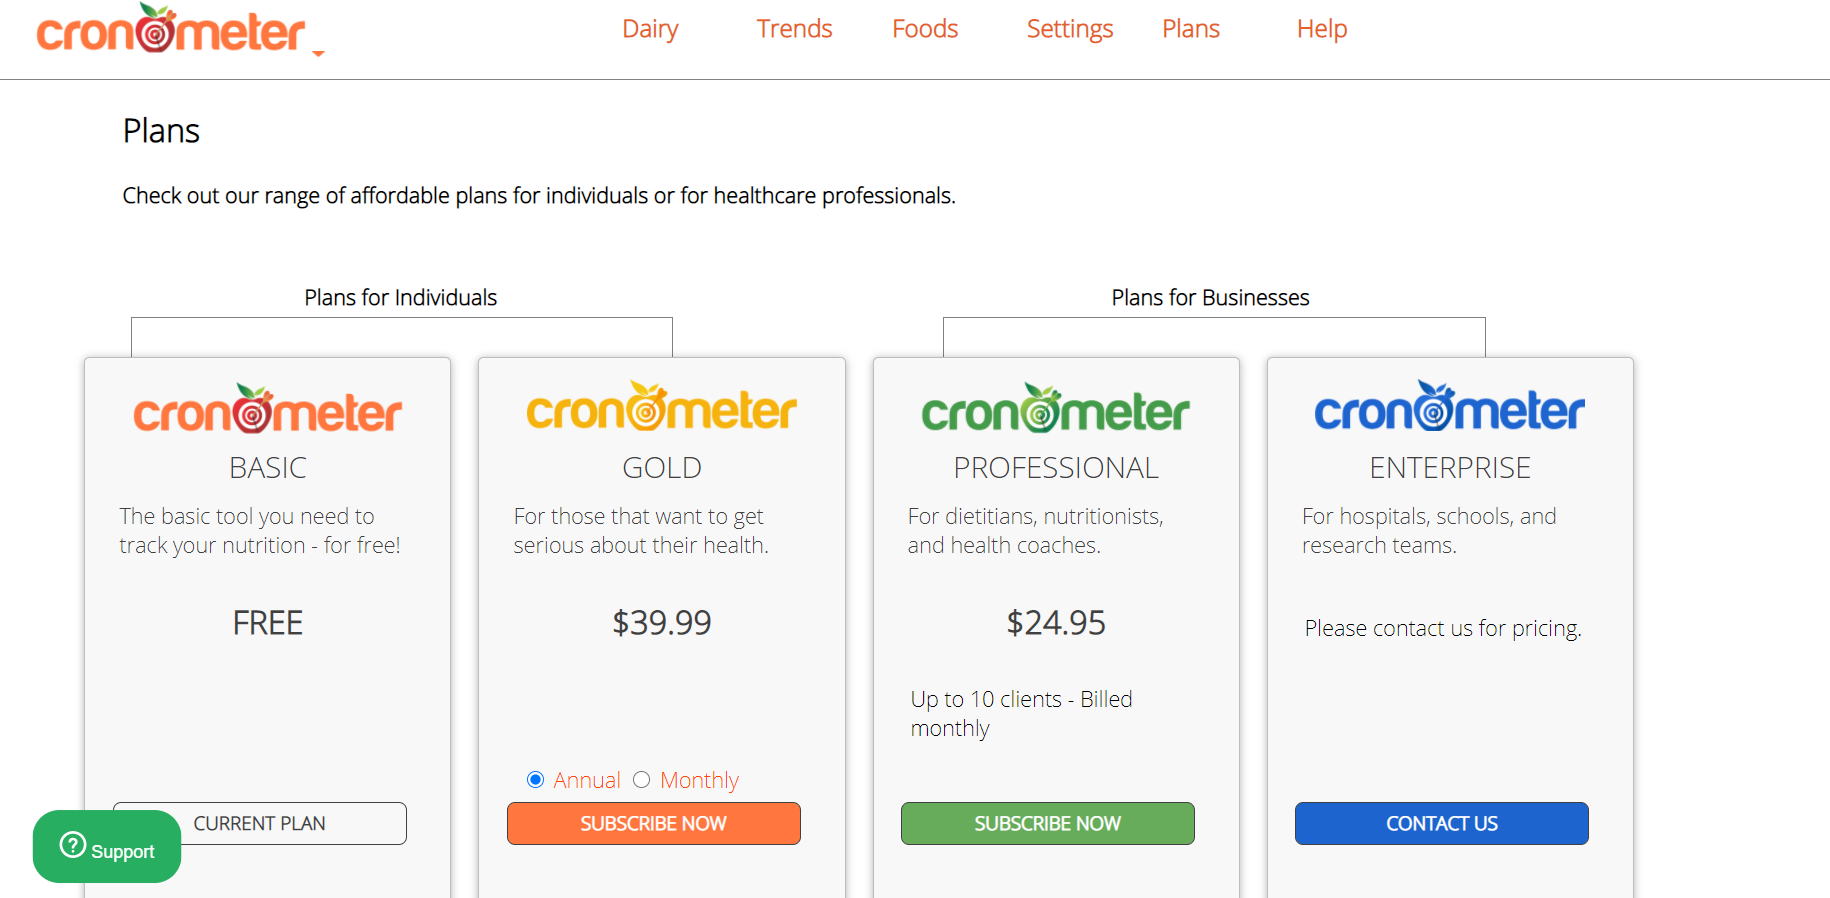 cronometer
Dairy Trends Foods Settings Plans Help
Plans
Check out our range of affordable plans for individuals or for healthcare professionals.
Plans for Individuals
Plans for Businesses
cronometer
BASIC
The basic tool you need to
track your nutrition - for free!
FREE
CURRENT PLAN
cronometer
GOLD
For those that want to get
serious about their health.
$39.99
Annual Monthly
SUBSCRIBE NOW
cronometer
PROFESSIONAL
For dietitians, nutritionists,
and health coaches.
$24.95
Up to 10 clients - Billed
monthly
SUBSCRIBE NOW
cronometer
ENTERPRISE
For hospitals, schools, and
research teams.
Please contact us for pricing.
CONTACT US
? Support